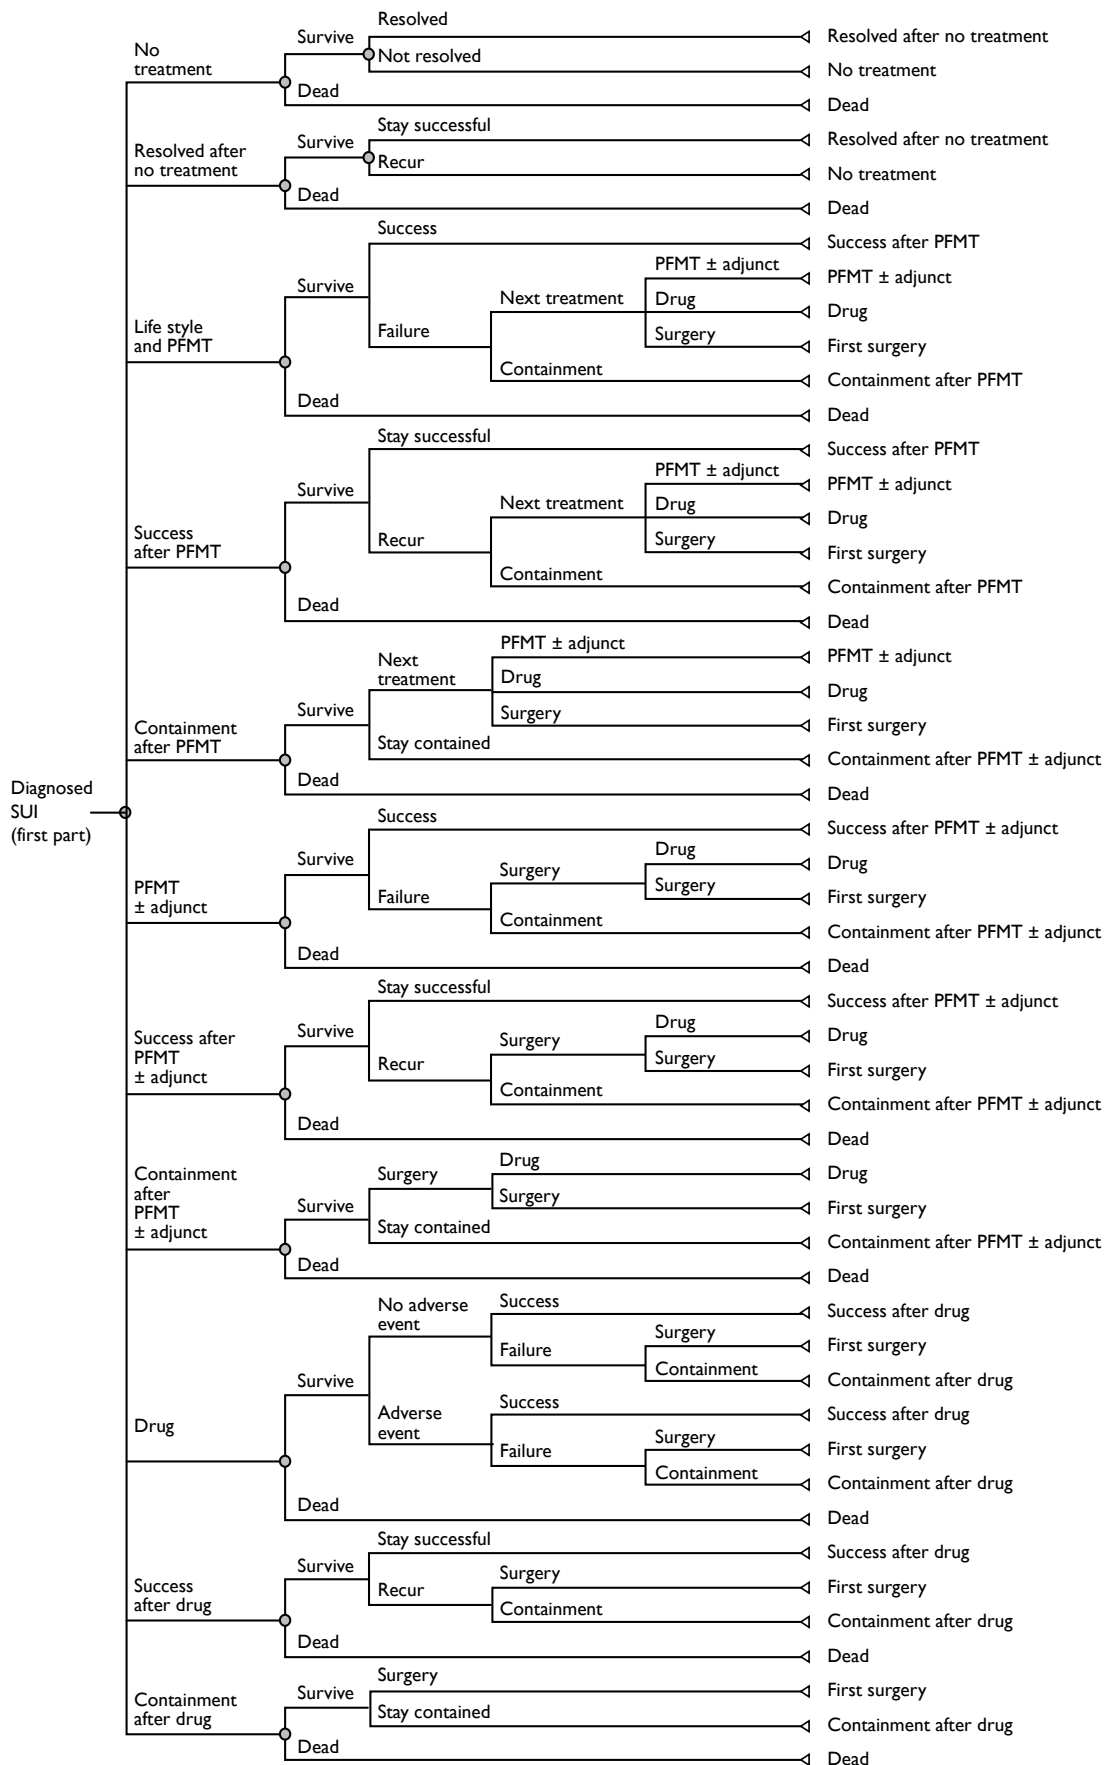 Resolved
Survive
Resolved after no treatment
No
treatment
Not resolved
No treatment
Dead
Dead
Stay successful
Survive
Resolved after no treatment
Resolved after
no treatment
Recur
No treatment
Dead
Dead
Success
Success after PFMT
PFMT ± adjunct
PFMT ± adjunct
Survive
Next treatment
Drug
Drug
Life style
and PFMT
Failure
Surgery
First surgery
Containment
Containment after PFMT
Dead
Dead
Stay successful
Success after PFMT
PFMT ± adjunct
PFMT ± adjunct
Survive
Next treatment
Drug
Drug
Success
after PFMT
Recur
Surgery
First surgery
Containment
Containment after PFMT
Dead
Dead
PFMT ± adjunct
PFMT ± adjunct
Next
treatment
Drug
Drug
Survive
Surgery
First surgery
Containment
after PFMT
Stay contained
Containment after PFMT ± adjunct
Dead
Dead
Diagnosed
SUI
(first part)
Success
Success after PFMT ± adjunct
Survive
Drug
Drug
Surgery
PFMT
± adjunct
Failure
Surgery
First surgery
Containment
Containment after PFMT ± adjunct
Dead
Dead
Stay successful
Success after PFMT ± adjunct
Survive
Drug
Drug
Surgery
Success after
PFMT
± adjunct
Recur
Surgery
First surgery
Containment
Containment after PFMT ± adjunct
Dead
Dead
Drug
Drug
Surgery
Containment
after
PFMT
± adjunct
Survive
Surgery
First surgery
Stay contained
Containment after PFMT ± adjunct
Dead
Dead
No adverse
event
Success
Success after drug
Surgery
First surgery
Failure
Containment
Containment after drug
Survive
Adverse
event
Success
Success after drug
Drug
Surgery
First surgery
Failure
Containment
Containment after drug
Dead
Dead
Stay successful
Success after drug
Survive
Surgery
First surgery
Success
after drug
Recur
Containment
Containment after drug
Dead
Dead
Surgery
First surgery
Survive
Containment
after drug
Stay contained
Containment after drug
Dead
Dead